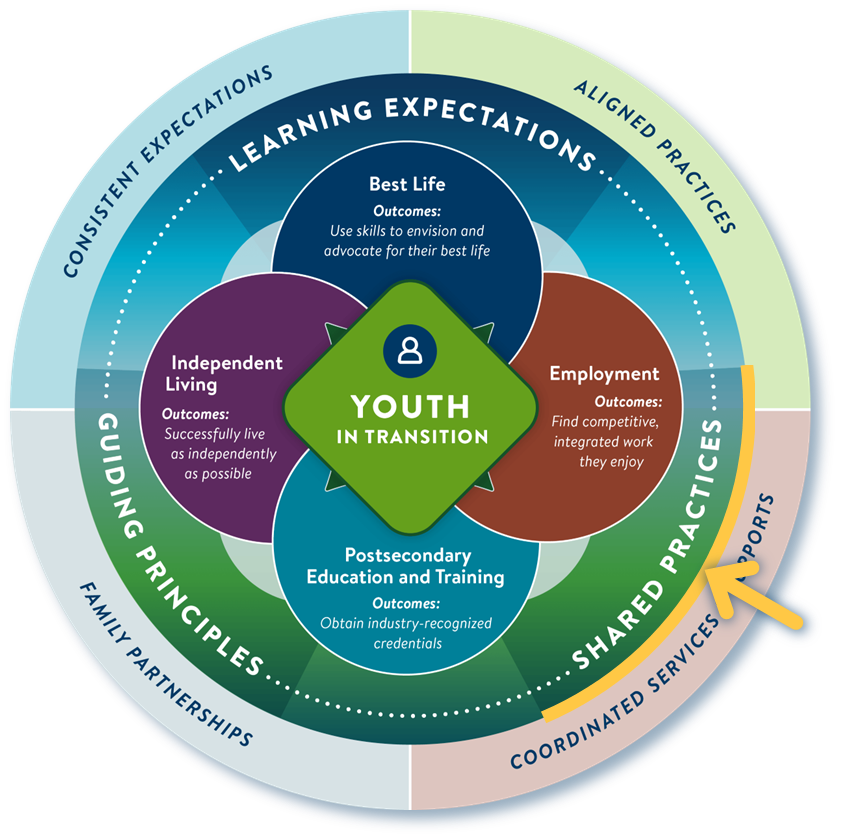 CONSISTENT EXPECTATIONS
ALIGNED PRACTICES
LEARNING EXPECTATIONS
Best Life
Outcomes:
Use skills to envision and
advocate for their best life
Independent
Living
Outcomes:
Successfully live
as independently
as possible
YOUTH
IN TRANSITION
Employment
Outcomes:
Find competitive,
integrated work
they enjoy
Postsecondary
Education and Training
Outcomes:
Obtain industry-recognized
credentials
GUIDING PRINCIPLES
SHARED PRACTICES
FAMILY PARTNERSHIPS
COORDINATED SERVICES